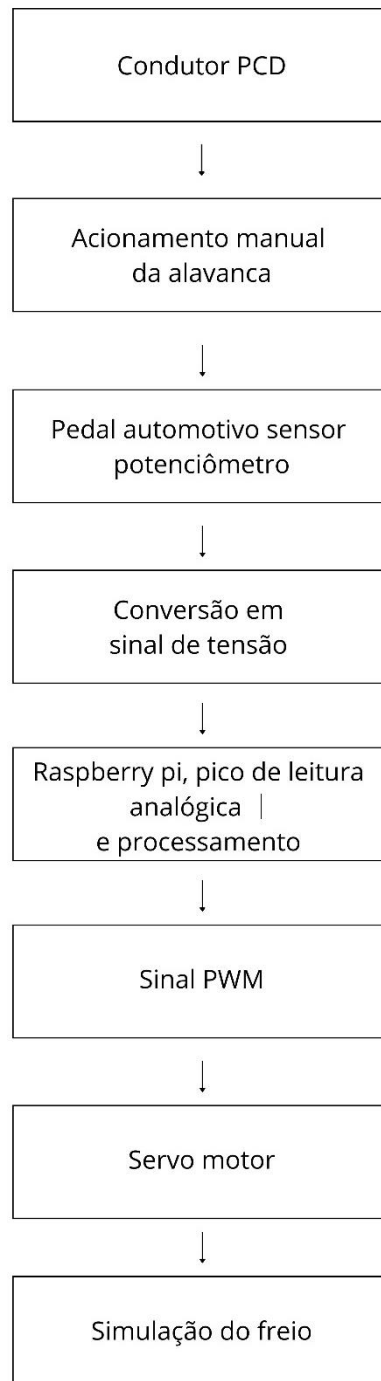 Condutor PCD
Acionamento manual
da alavanca
Pedal automotivo sensor
potenciômetro
Conversão em
sinal de tensão
Raspberry pi, pico de leitura
analógica |
e processamento
Sinal PWM
Servo motor
Simulação do freio